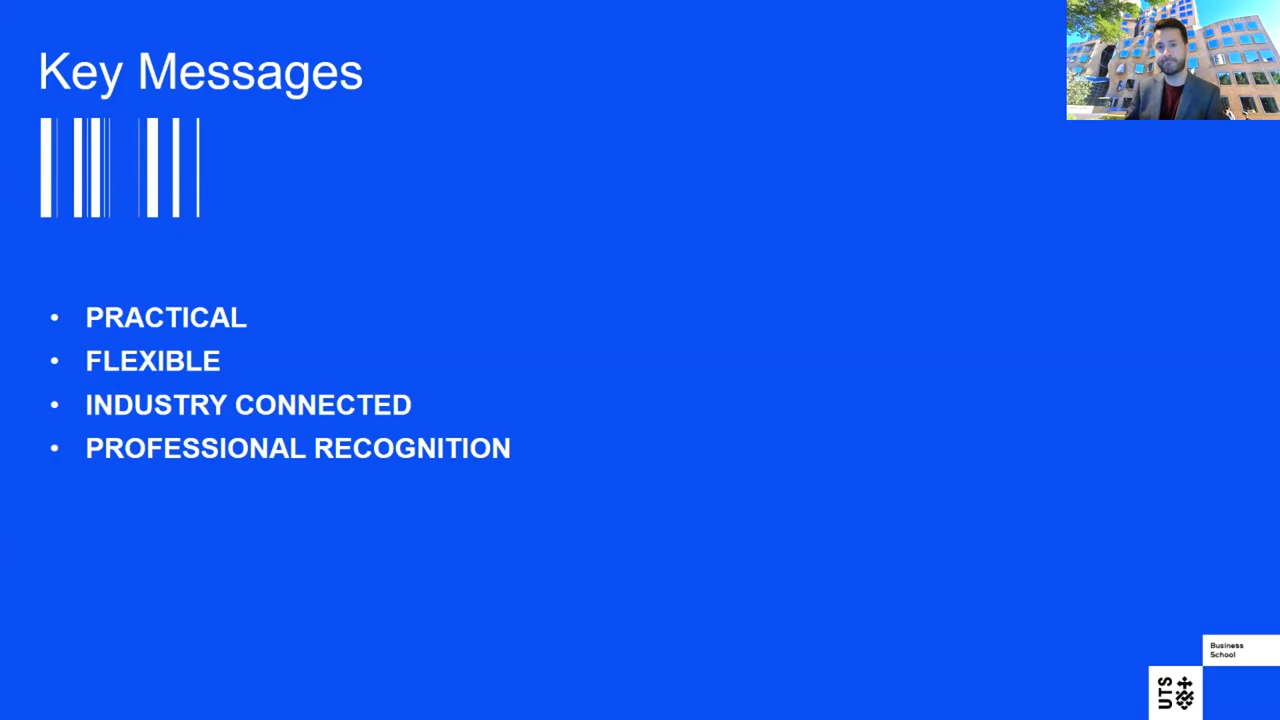 Key Messages
• PRACTICAL
• FLEXIBLE
• INDUSTRY CONNECTED
• PROFESSIONAL RECOGNITION
Business
School
UTS